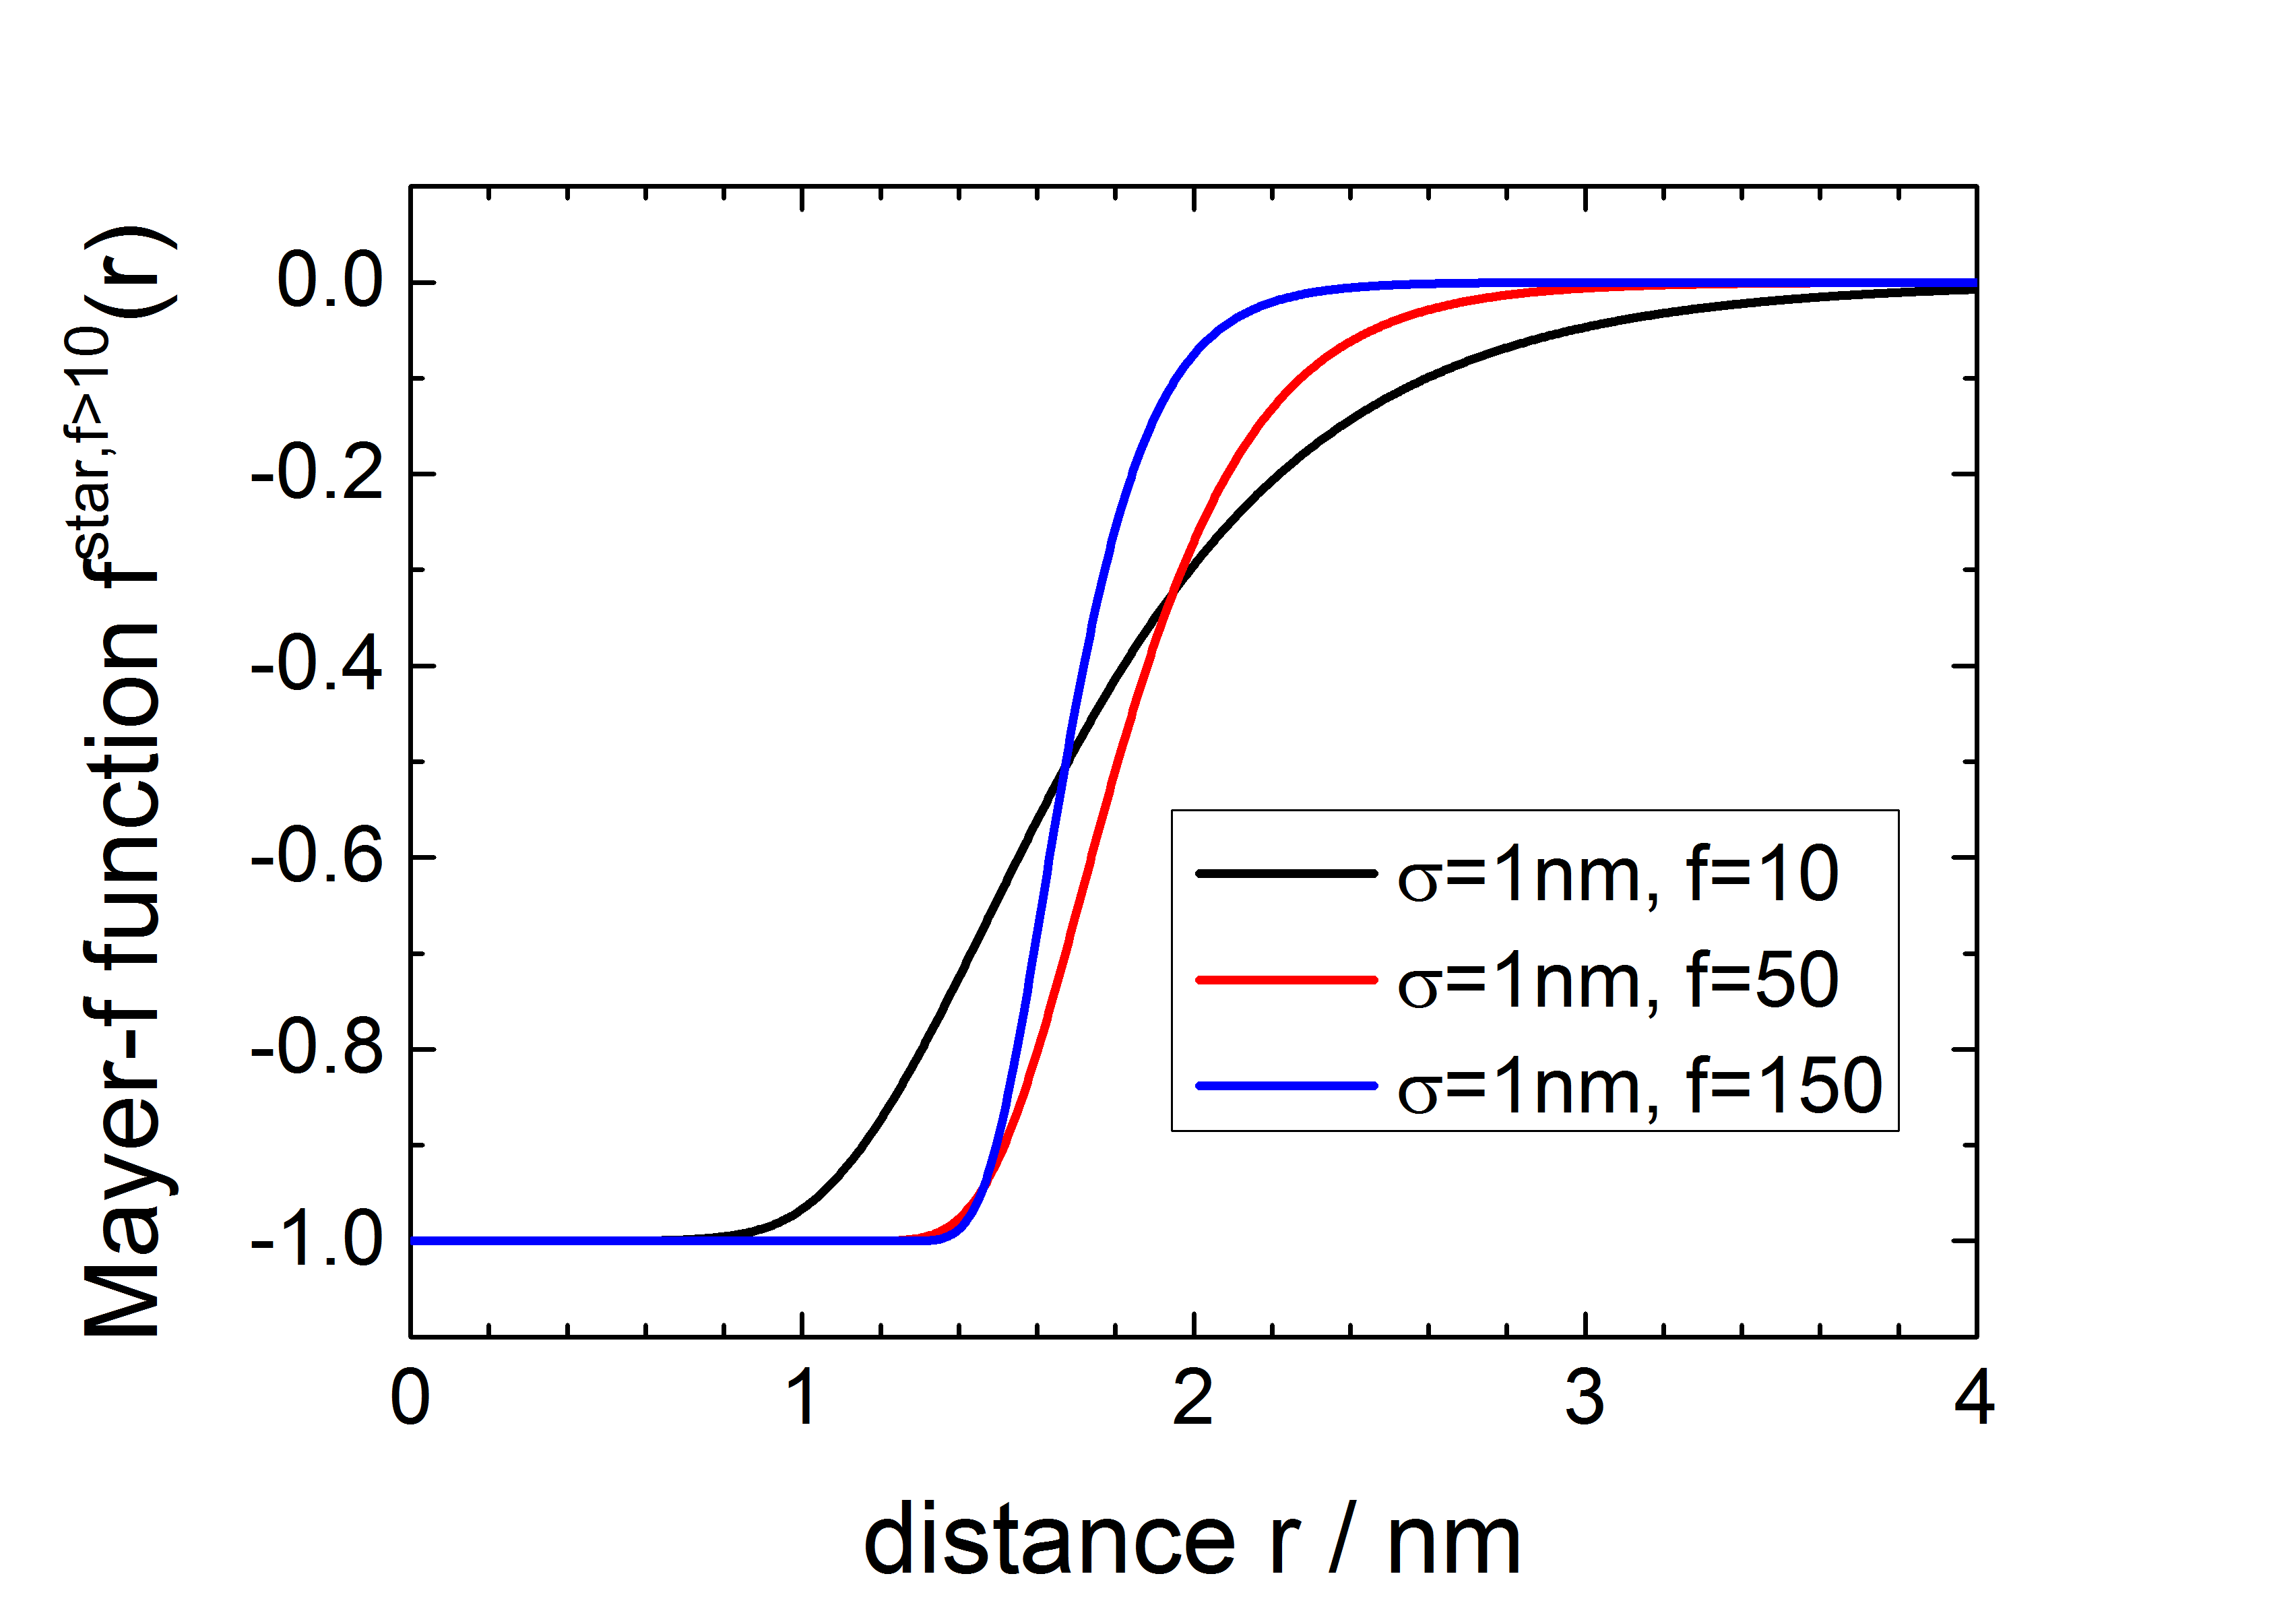 Mayer-f function f^star,f>10(r)
0.0
-0.2
-0.4
-0.6
-0.8
-1.0
σ=1nm, f=10
σ=1nm, f=50
σ=1nm, f=150
0 1 2 3 4
distance r / nm